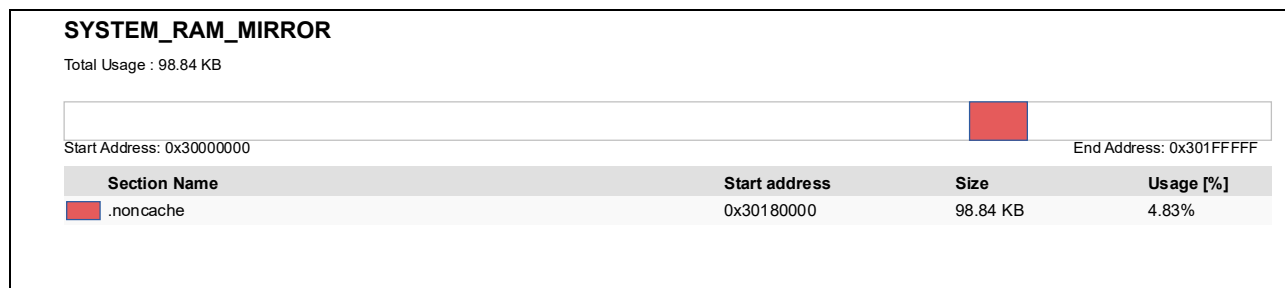 SYSTEM_RAM_MIRROR
Total Usage : 98.84 KB
Start Address: 0x30000000 End Address: 0x301FFFFF
Section Name Start address Size Usage [%]
.noncache 0x30180000 98.84 KB 4.83%